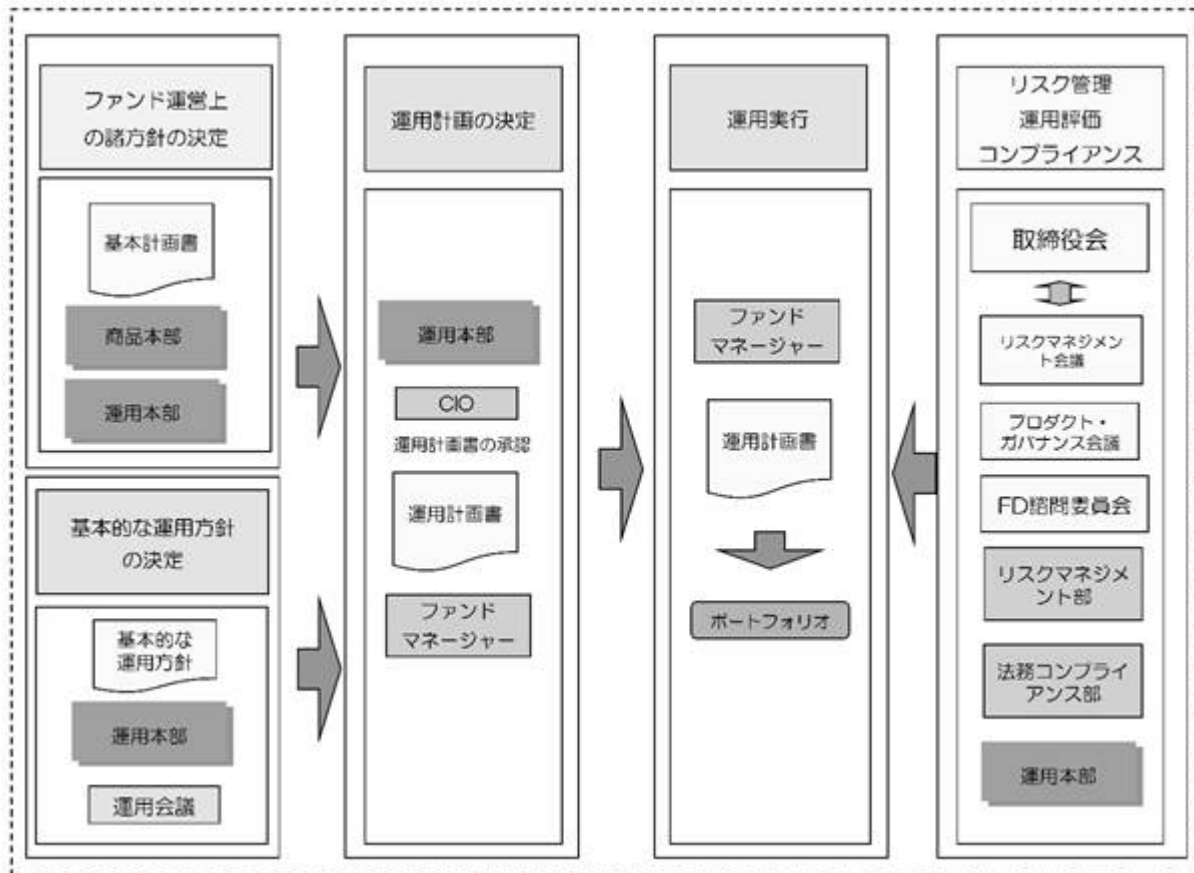 ファンド運営上
の諸方針の決定
基本計画書
商品本部
運用本部
基本的な運用方針
の決定
基本的な
運用方針
運用本部
運用会議
運用計画の決定
運用本部
CIO
運用計画書の承認
運用計画書
ファンド
マネージャー
運用実行
ファンド
マネージャー
運用計画書
ポートフォリオ
リスク管理
運用評価
コンプライアンス
取締役会
リスクマネジメン
ト会議
プロダクト・
ガバナンス会議
FD諮問委員会
リスクマネジメ
ント部
法務コンプライ
アンス部
運用本部